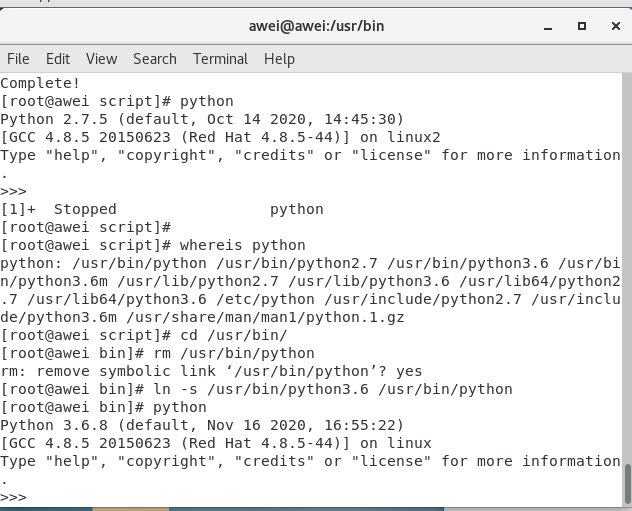 awei@awei:/usr/bin
File Edit View Search Terminal Help
Complete!
[root@awei script]# python
Python 2.7.5 (default, Oct 14 2020, 14:45:30)
[GCC 4.8.5 20150623 (Red Hat 4.8.5-44)] on linux2
Type "help", "copyright", "credits" or "license" for more information
.
>>>
[1]+  Stopped                 python
[root@awei script]#
[root@awei script]# whereis python
python: /usr/bin/python /usr/bin/python2.7 /usr/bin/python3.6 /usr/bi
n/python3.6m /usr/lib/python2.7 /usr/lib/python3.6 /usr/lib64/python2
.7 /usr/lib64/python3.6 /etc/python /usr/include/python2.7 /usr/inclu
de/python3.6m /usr/share/man/man1/python.1.gz
[root@awei script]# cd /usr/bin/
[root@awei bin]# rm /usr/bin/python
rm: remove symbolic link ‘/usr/bin/python’? yes
[root@awei bin]# ln -s /usr/bin/python3.6 /usr/bin/python
[root@awei bin]# python
Python 3.6.8 (default, Nov 16 2020, 16:55:22)
[GCC 4.8.5 20150623 (Red Hat 4.8.5-44)] on linux
Type "help", "copyright", "credits" or "license" for more information
.
>>>